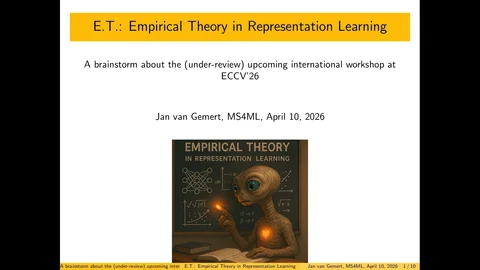 E.T.: Empirical Theory in Representation Learning
A brainstorm about the (under-review) upcoming international workshop at
ECCV'26
Jan van Gemert, MS4ML, April 10, 2026
EMPIRICAL THEORY
IN REPRESENTATION LEARNING
A brainstorm about the (under-review) upcoming inter E.T.: Empirical Theory in Representation Learning Jan van Gemert, MS4ML, April 10, 2026 1 / 10